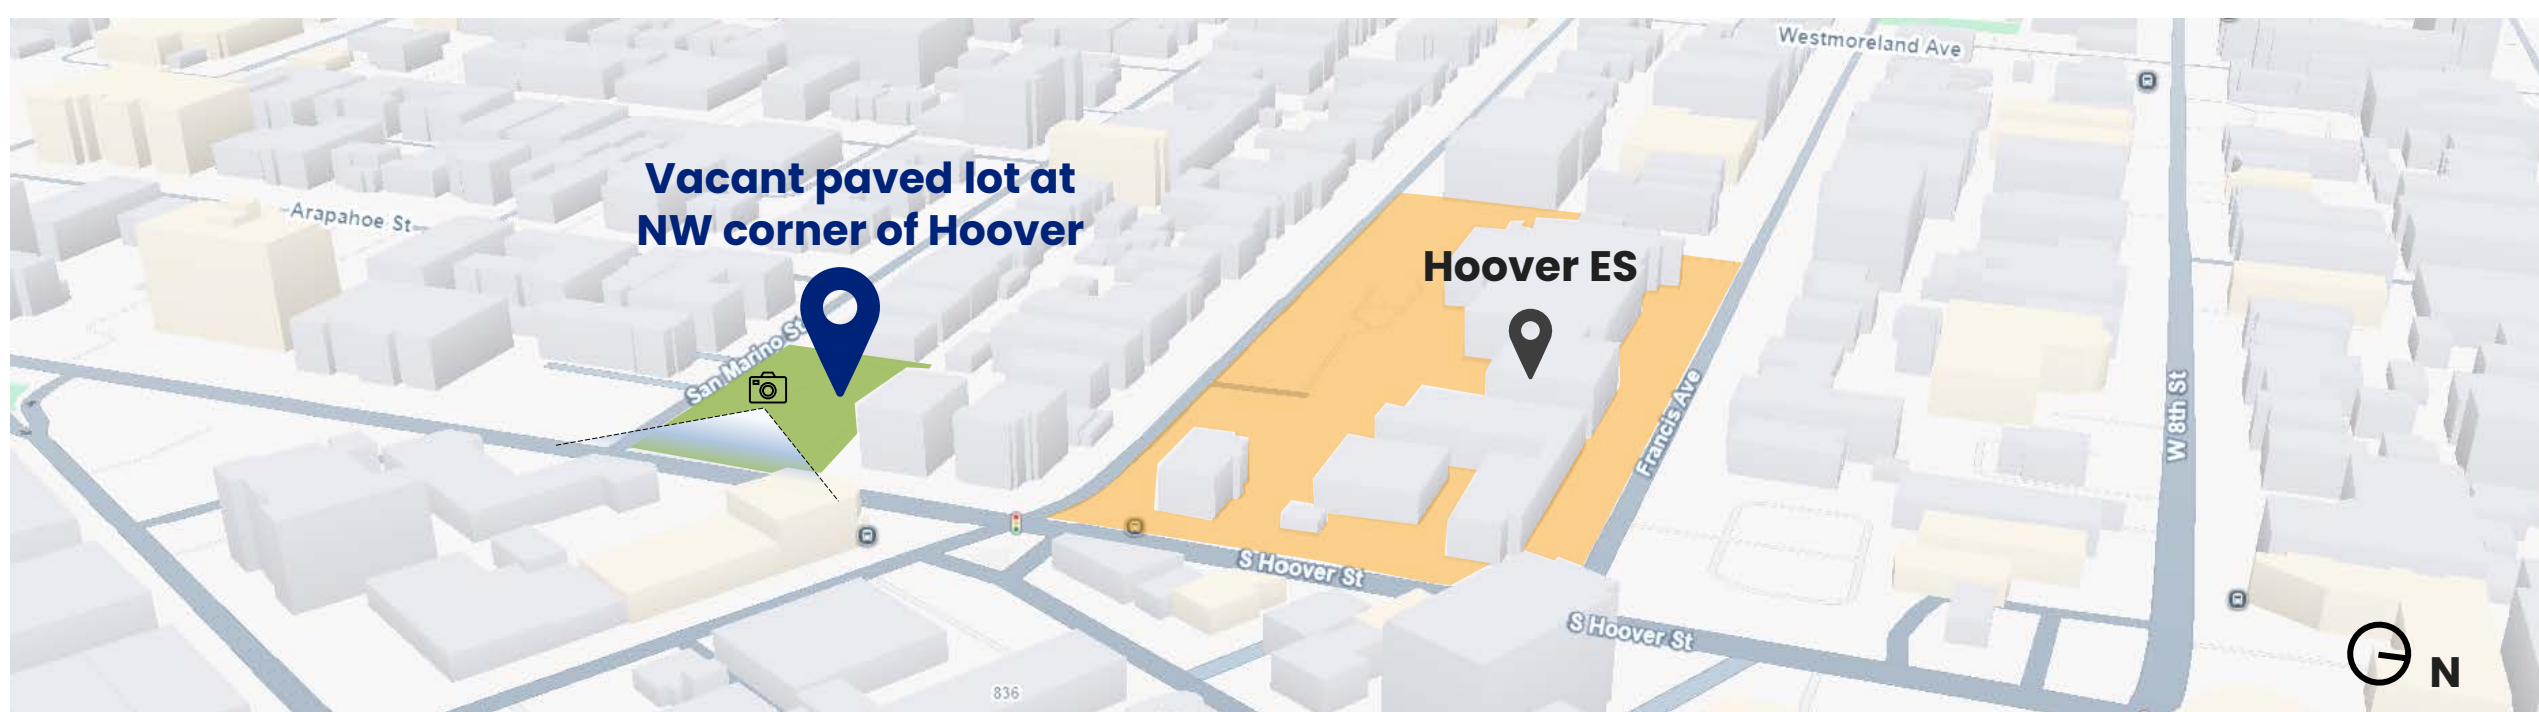 Westmoreland Ave
Vacant paved lot at
NW corner of Hoover
Arapahoe St
Hoover ES
San Marino St
Francis Ave
W 8th St
S Hoover St
S Hoover St
836
N